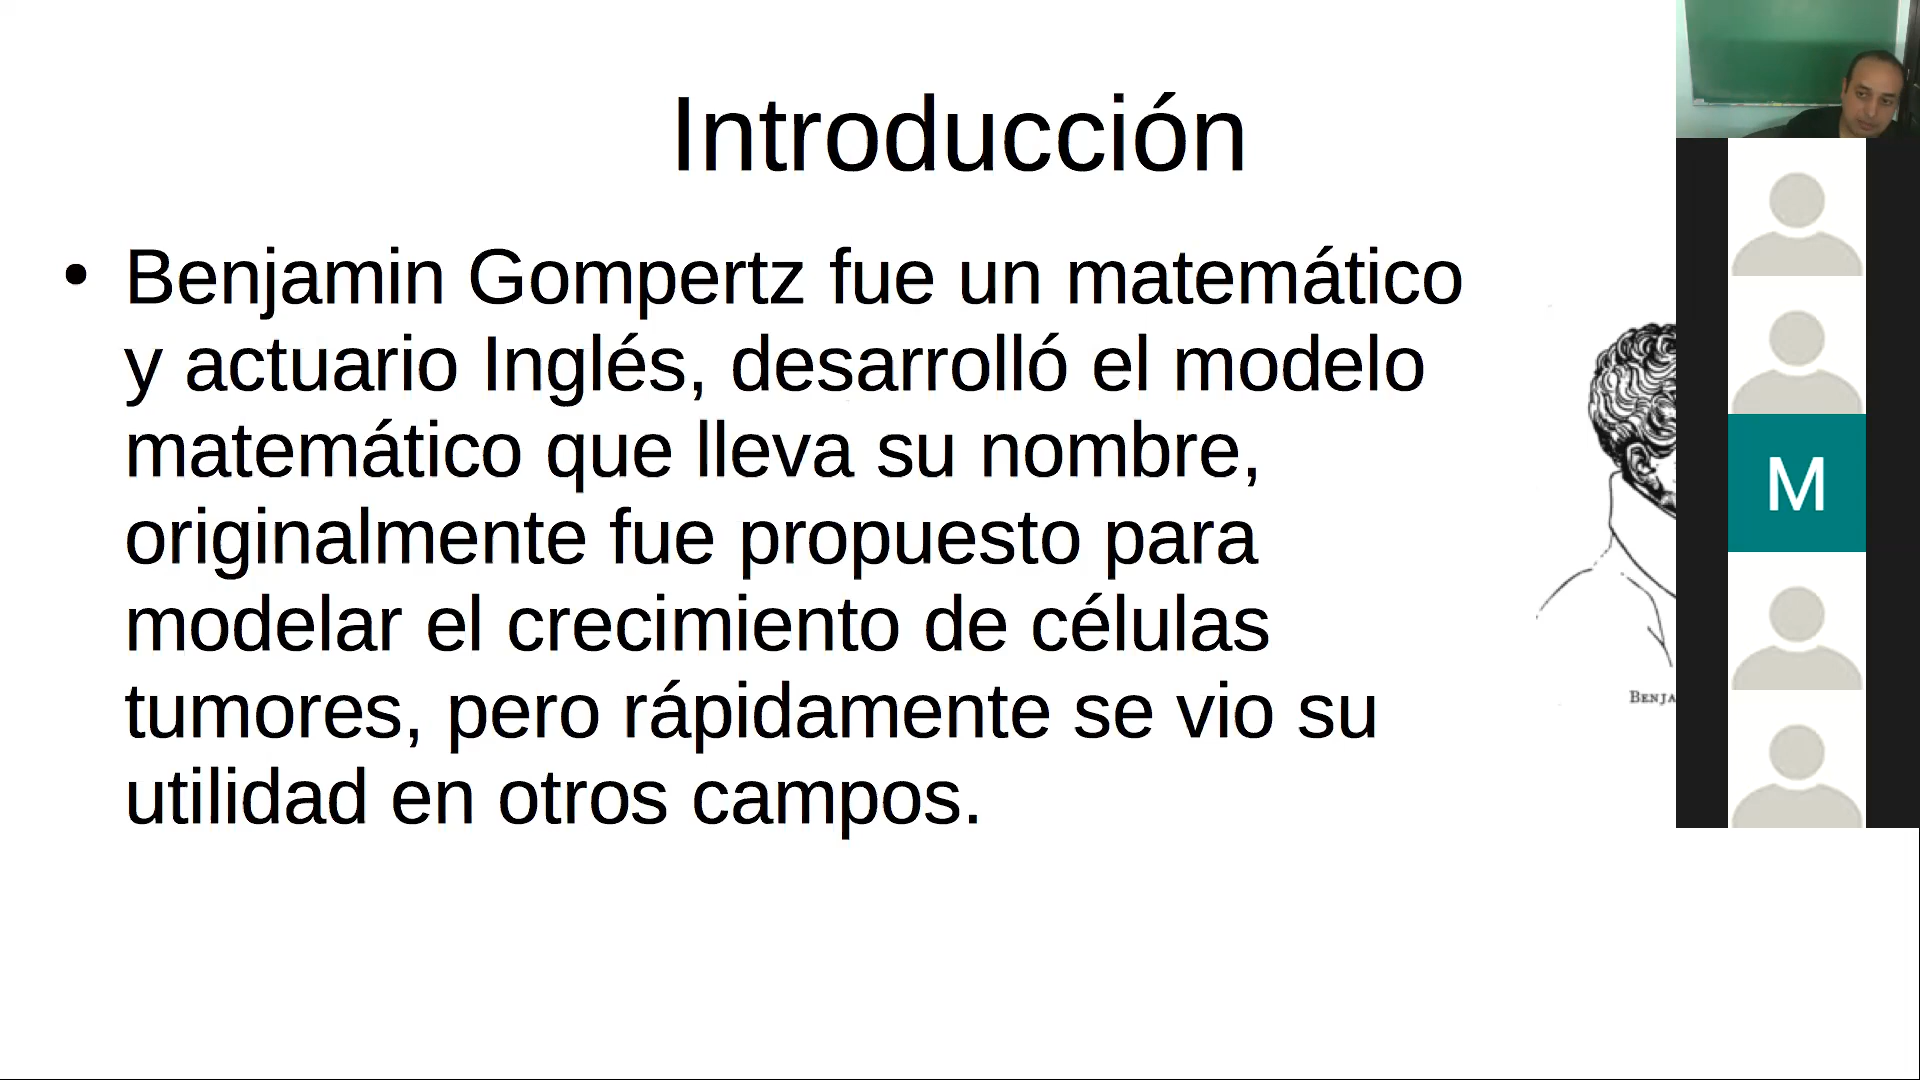 Introducción
• Benjamin Gompertz fue un matemático
y actuario Inglés, desarrolló el modelo
matemático que lleva su nombre,
originalmente fue propuesto para
modelar el crecimiento de células
tumores, pero rápidamente se vio su
utilidad en otros campos.
M
BENJA